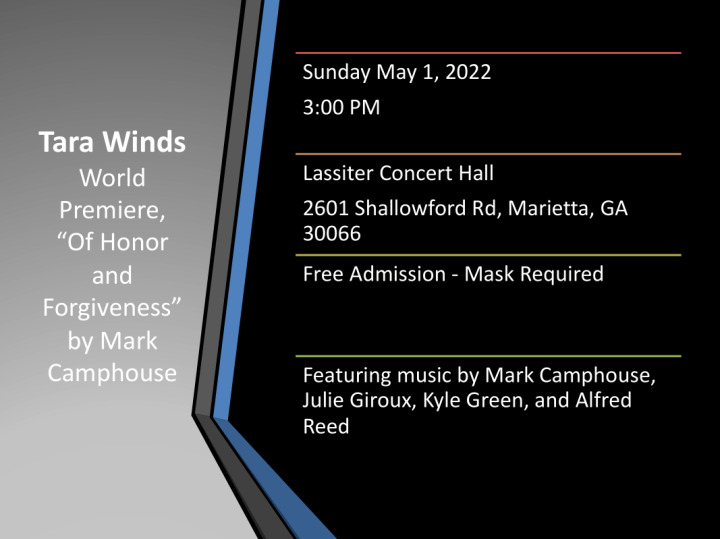 Tara Winds
World
Premiere,
“Of Honor
and
Forgiveness”
by Mark
Camphouse
Sunday May 1, 2022
3:00 PM
Lassiter Concert Hall
2601 Shallowford Rd, Marietta, GA
30066
Free Admission - Mask Required
Featuring music by Mark Camphouse,
Julie Giroux, Kyle Green, and Alfred
Reed